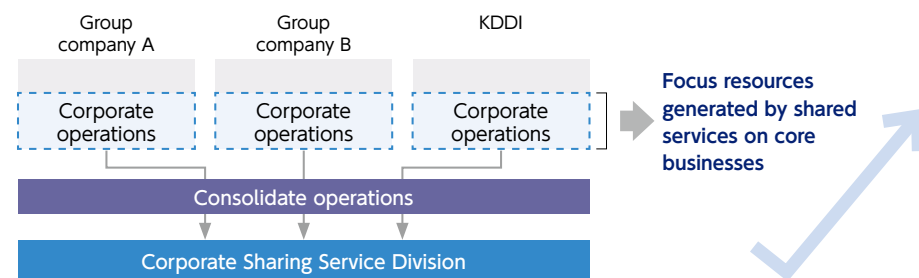 Group
company A
Group
company B
KDDI
Corporate
operations
Corporate
operations
Corporate
operations
Focus resources
generated by shared
services on core
businesses
Consolidate operations
Corporate Sharing Service Division